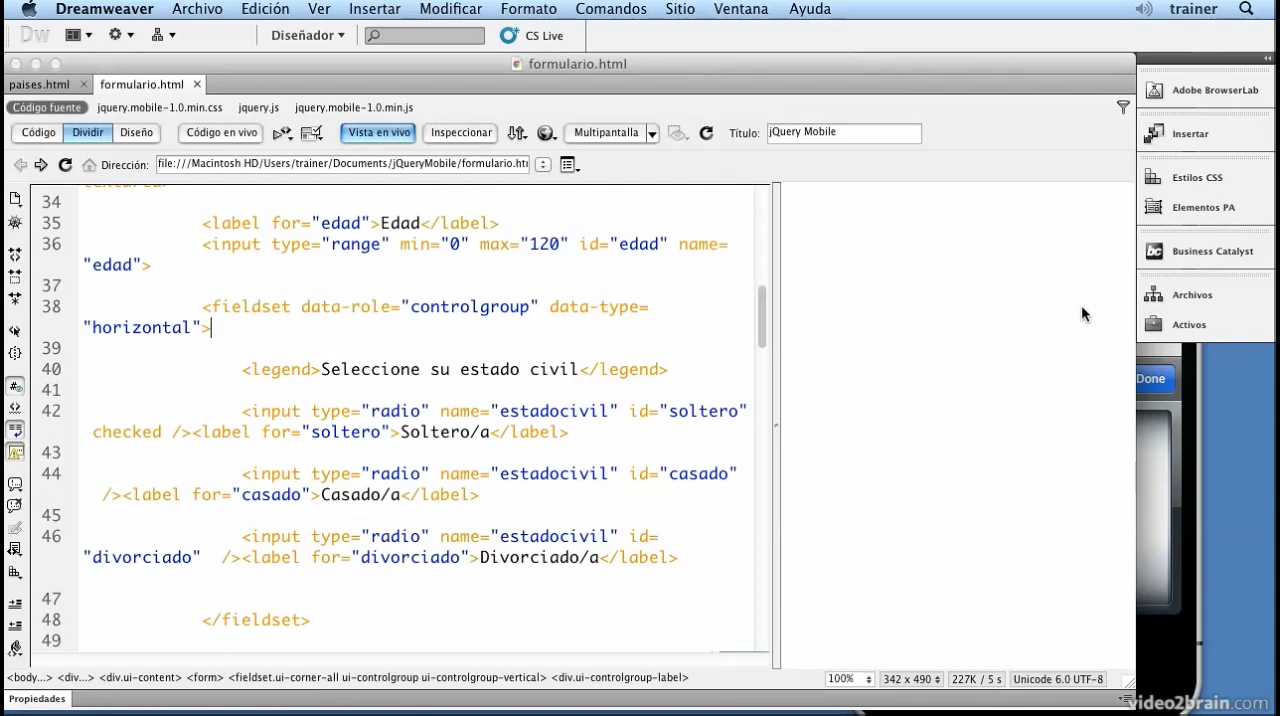 Dreamweaver Archivo Edición Ver Insertar Modificar Formato Comandos Sitio Ventana Ayuda trainer
Dw Diseñador CS Live
formulario.html
paises.html formulario.html
Código fuente jquery.mobile-1.0.min.css jquery.js jquery.mobile-1.0.min.js
Código Dividir Diseño Código en vivo Vista en vivo Inspeccionar Multipantalla Título: jQuery Mobile
Dirección: file:///Macintosh HD/Users/trainer/Documents/jQueryMobile/formulario.htm
34
35 <label for="edad">Edad</label>
36 <input type="range" min="0" max="120" id="edad" name=
"edad">
37
38 <fieldset data-role="controlgroup" data-type=
"horizontal">
39
40 <legend>Seleccione su estado civil</legend>
41
42 <input type="radio" name="estadocivil" id="soltero"
checked /><label for="soltero">Soltero/a</label>
43
44 <input type="radio" name="estadocivil" id="casado"
/><label for="casado">Casado/a</label>
45
46 <input type="radio" name="estadocivil" id=
"divorciado" /><label for="divorciado">Divorciado/a</label>
47
48 </fieldset>
49
<body...> <div...> <div.ui-content> <form> <fieldset.ui-corner-all ui-controlgroup ui-controlgroup-vertical> <div.ui-controlgroup-label> 100% 342 x 490 227K / 5 s Unicode 6.0 UTF-8
Propiedades
Adobe BrowserLab
Insertar
Estilos CSS
Elementos PA
bc Business Catalyst
Archivos
Activos
Done
video2brain.com